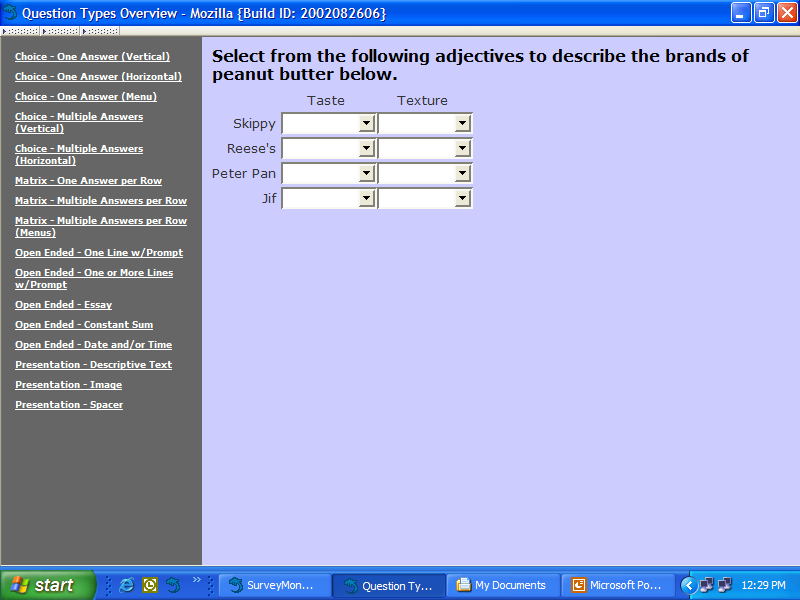 Question Types Overview - Mozilla {Build ID: 2002082606}
Choice - One Answer (Vertical)
Choice - One Answer (Horizontal)
Choice - One Answer (Menu)
Choice - Multiple Answers
(Vertical)
Choice - Multiple Answers
(Horizontal)
Matrix - One Answer per Row
Matrix - Multiple Answers per Row
Matrix - Multiple Answers per Row
(Menus)
Open Ended - One Line w/Prompt
Open Ended - One or More Lines
w/Prompt
Open Ended - Essay
Open Ended - Constant Sum
Open Ended - Date and/or Time
Presentation - Descriptive Text
Presentation - Image
Presentation - Spacer
Select from the following adjectives to describe the brands of
peanut butter below.
Taste Texture
Skippy
Reese's
Peter Pan
Jif
start
SurveyMon...
Question Ty...
My Documents
Microsoft Po...
12:29 PM